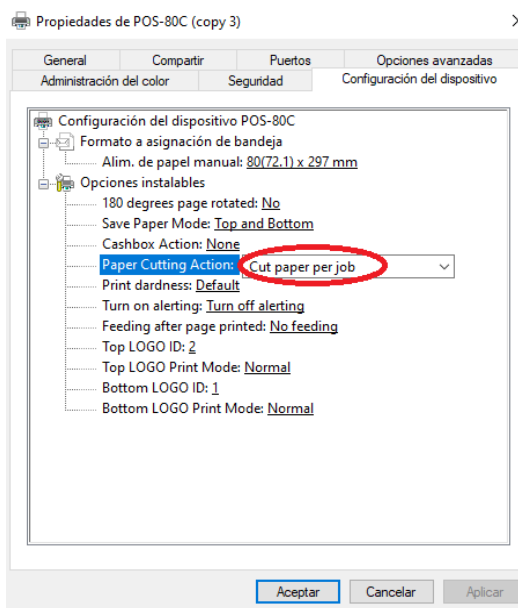 Propiedades de POS-80C (copy 3)
General Compartir Puertos Opciones avanzadas
Administración del color Seguridad Configuración del dispositivo
Configuración del dispositivo POS-80C
Formato a asignación de bandeja
Alim. de papel manual: 80(72.1) x 297 mm
Opciones instalables
180 degrees page rotated: No
Save Paper Mode: Top and Bottom
Cashbox Action: None
Paper Cutting Action: Cut paper per job
Print dardness: Default
Turn on alerting: Turn off alerting
Feeding after page printed: No feeding
Top LOGO ID: 2
Top LOGO Print Mode: Normal
Bottom LOGO ID: 1
Bottom LOGO Print Mode: Normal
Aceptar Cancelar Aplicar